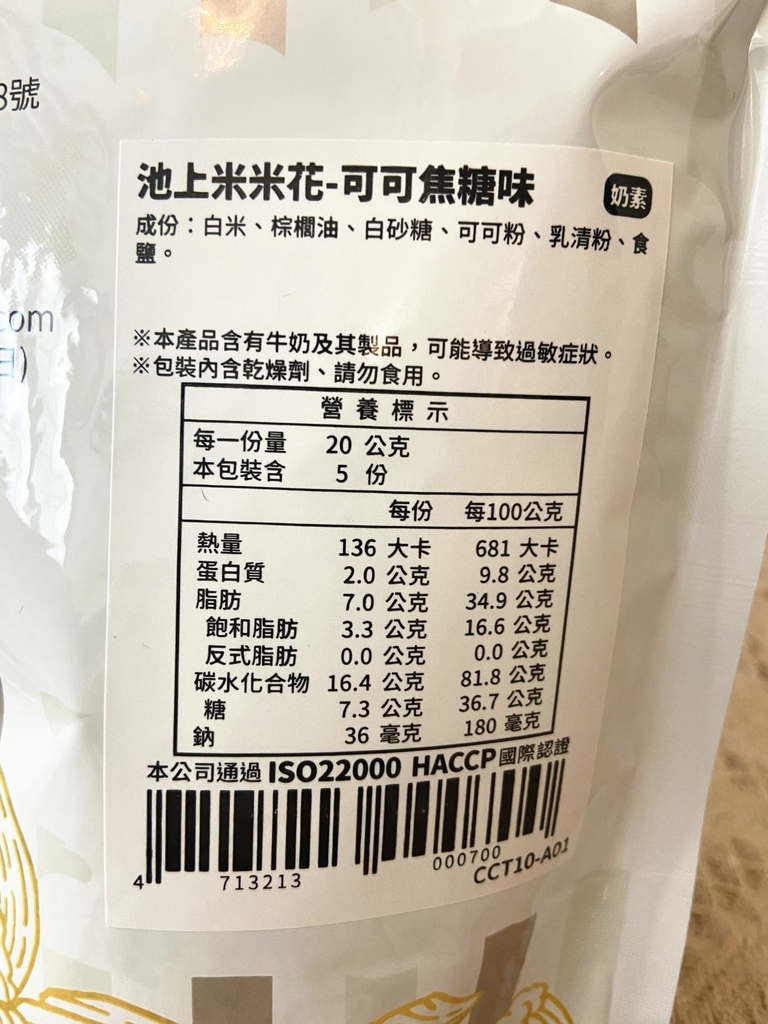 8號
com
日)
池上米米花-可可焦糖味
奶素
成份：白米、棕櫚油、白砂糖、可可粉、乳清粉、食
鹽。
※本產品含有牛奶及其製品，可能導致過敏症狀。
※包裝內含乾燥劑、請勿食用。
營養標示
每一份量 20 公克
本包裝含 5 份
每份 每100公克
熱量 136 大卡 681 大卡
蛋白質 2.0 公克 9.8 公克
脂肪 7.0 公克 34.9 公克
飽和脂肪 3.3 公克 16.6 公克
反式脂肪 0.0 公克 0.0 公克
碳水化合物 16.4 公克 81.8 公克
糖 7.3 公克 36.7 公克
鈉 36 毫克 180 毫克
本公司通過 ISO22000 HACCP 國際認證
4 713213 000700
CCT10-A01